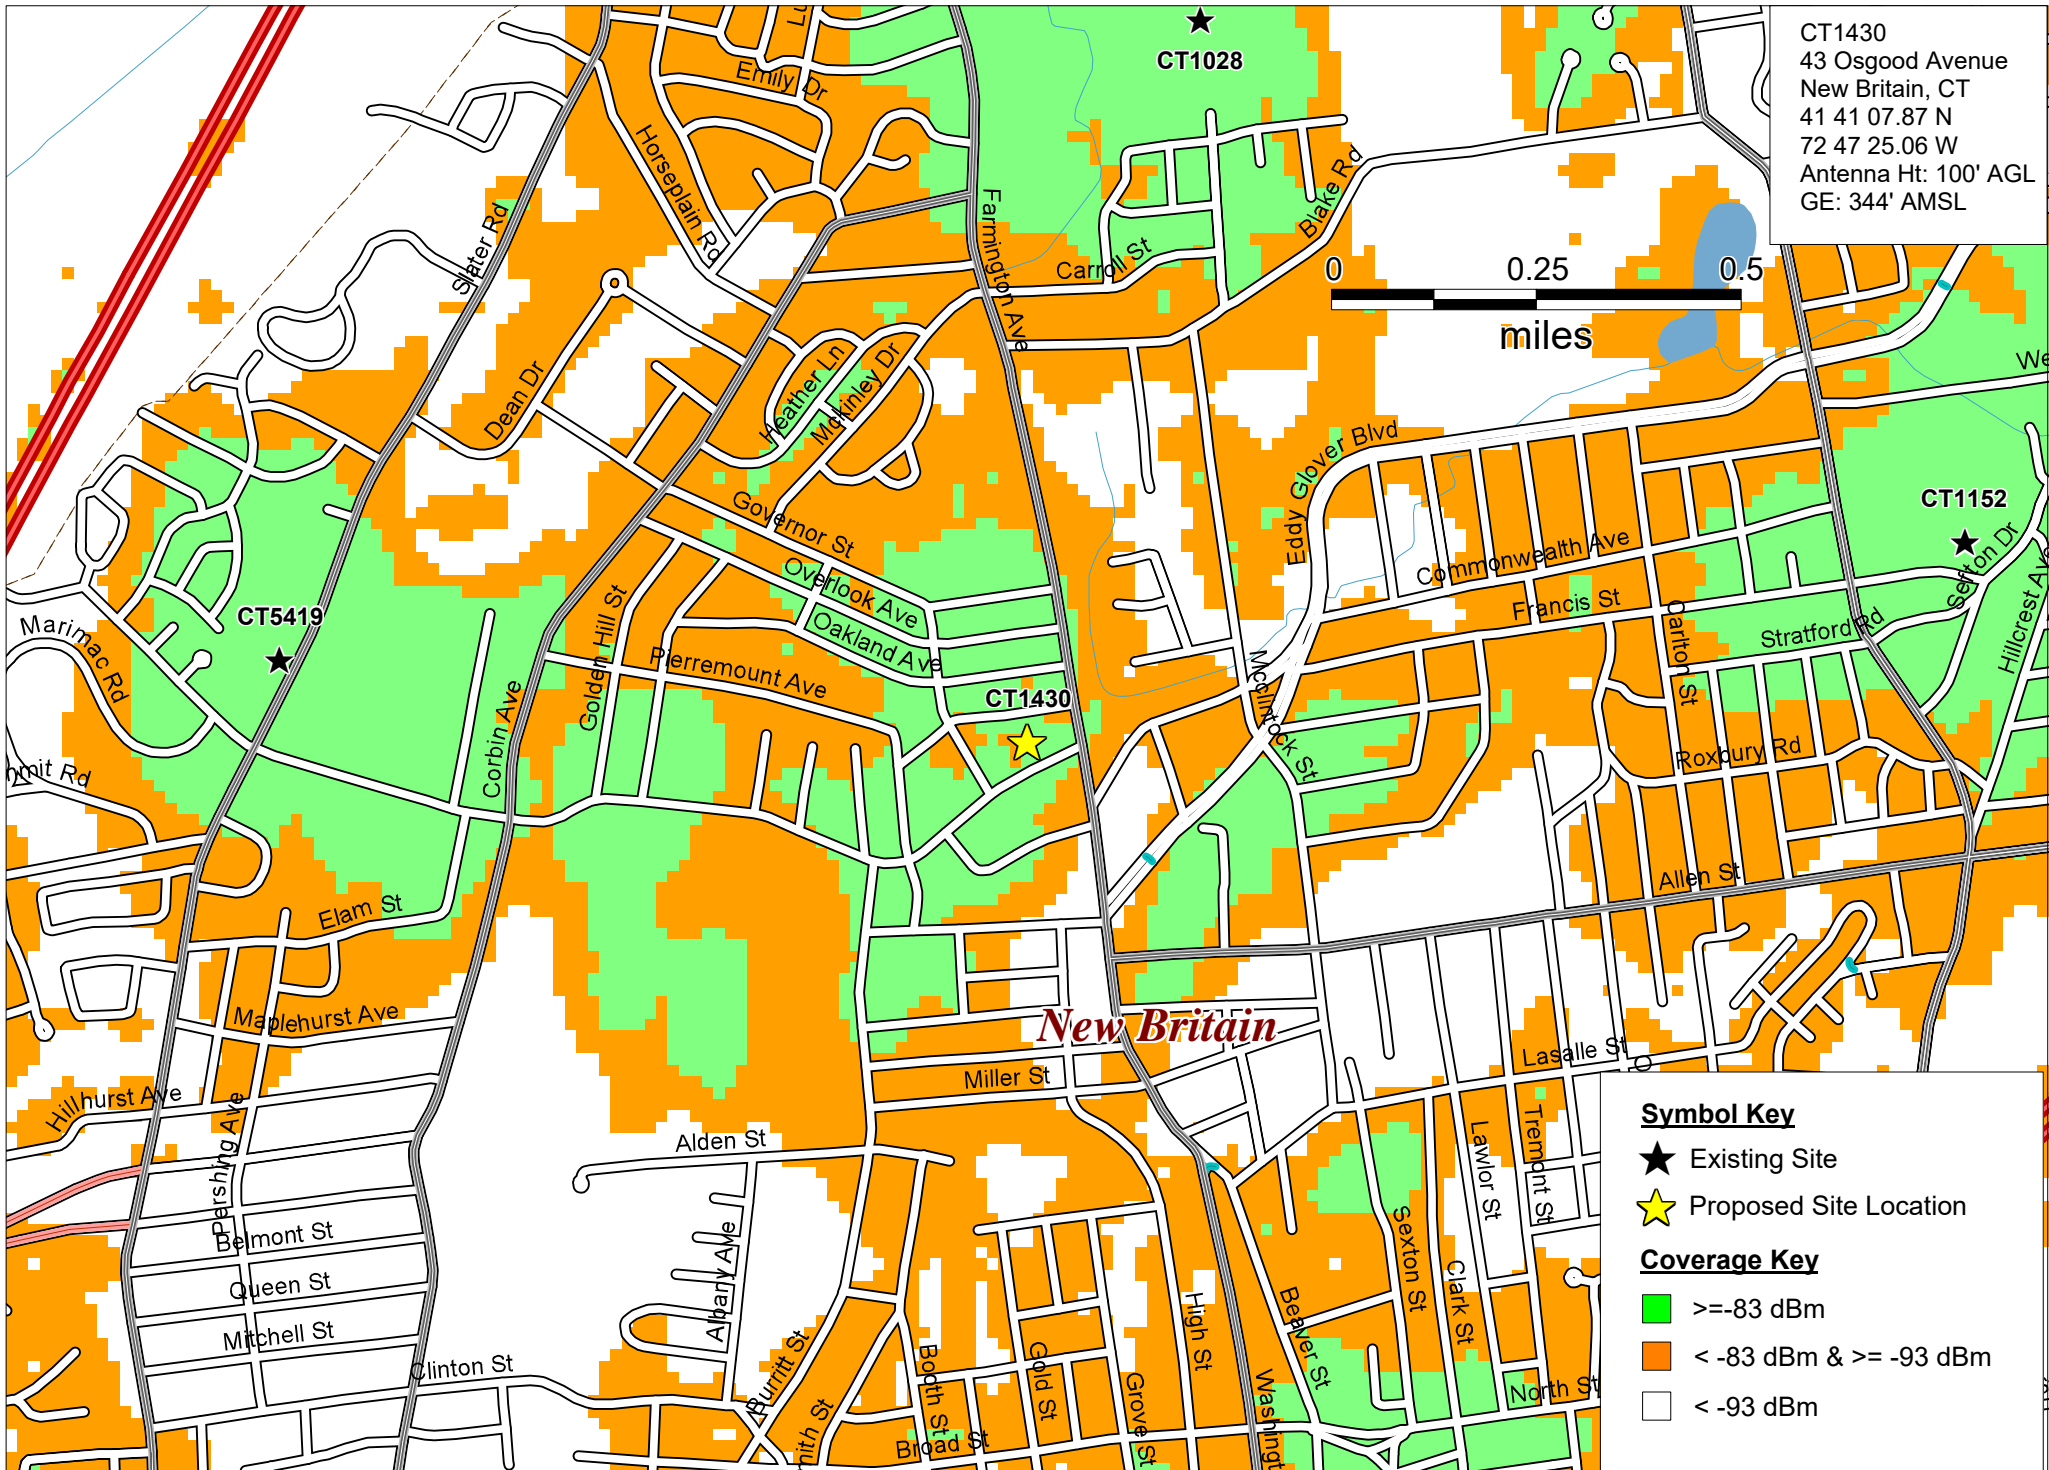 CT1430
43 Osgood Avenue
New Britain, CT
41 41 07.87 N
72 47 25.06 W
Antenna Ht: 100' AGL
GE: 344' AMSL
CT1028
Emily Dr
Horseplain Rd
Slater Rd
Farmington Ave
Blake Rd
Carroll St
0 0.25 0.5
miles
Dean Dr
Heather Ln
Mckinley Dr
Eppy Glover Blvd
Governor St
CT1152
Sefton Dr
Hillcrest Ave
Commonwealth Ave
Overlook Ave
Francis St
Carlton St
Stratford Rd
CT5419
Marimac Rd
Golden Hill St
Oakland Ave
Pierremount Ave
Mcclintock St
CT1430
Corbin Ave
Roxbury Rd
Allen St
Elam St
Maplehurst Ave
New Britain
Lasalle St
Miller St
Hillhurst Ave
Pershing Ave
Alden St
Lawlor St
Tremont St
Belmont St
Queen St
Mitchell St
Albany Ave
Sexton St
Clark St
Clinton St
Burritt St
Booth St
Gold St
High St
Grove St
Beaver St
North St
Broad St
Symbol Key
Existing Site
Proposed Site Location
Coverage Key
>=-83 dBm
< -83 dBm & >= -93 dBm
< -93 dBm